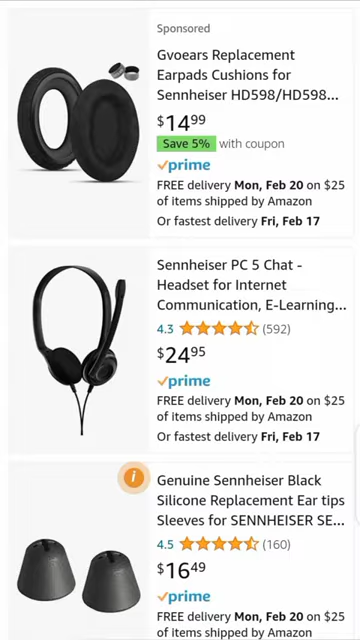 Sponsored
Gvoears Replacement
Earpads Cushions for
Sennheiser HD598/HD598...
$14 99
Save 5% with coupon
prime
FREE delivery Mon, Feb 20 on $25
of items shipped by Amazon
Or fastest delivery Fri, Feb 17
Sennheiser PC 5 Chat -
Headset for Internet
Communication, E-Learning...
4.3 (592)
$24 95
prime
FREE delivery Mon, Feb 20 on $25
of items shipped by Amazon
Or fastest delivery Fri, Feb 17
i
Genuine Sennheiser Black
Silicone Replacement Ear tips
Sleeves for SENNHEISER SE...
4.5 (160)
$16 49
prime
FREE delivery Mon, Feb 20 on $25
of items shipped by Amazon